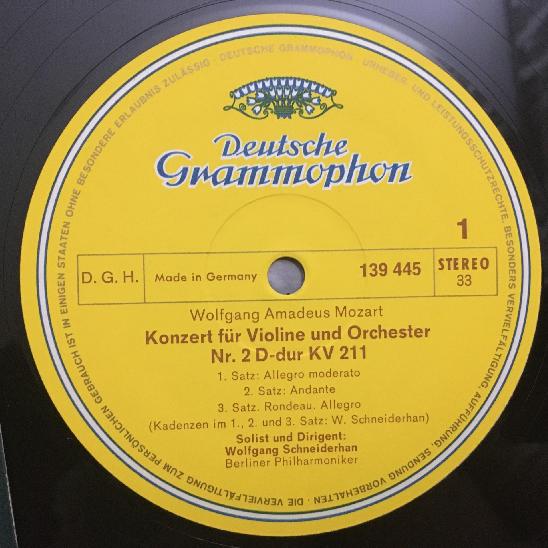 Deutsche
Grammophon
1
D. G. H.
Made in Germany
139 445
STEREO
33
Wolfgang Amadeus Mozart
Konzert für Violine und Orchester
Nr. 2 D-dur KV 211
1. Satz: Allegro moderato
2. Satz: Andante
3. Satz. Rondeau. Allegro
(Kadenzen im 1., 2. und 3. Satz: W. Schneiderhan)
Solist und Dirigent:
Wolfgang Schneiderhan
Berliner Philharmoniker
DEUTSCHE GRAMMOPHON · URHEBER- UND LEISTUNGSSCHUTZRECHTE, BESONDERS VERVIELFÄLTIGUNG, AUFFÜHRUNG, SENDUNG VORBEHALTEN · DIE VERVIELFÄLTIGUNG ZUM PERSÖNLICHEN GEBRAUCH IST IN EINIGEN STAATEN OHNE BESONDERE ERLAUBNIS ZULÄSSIG ·